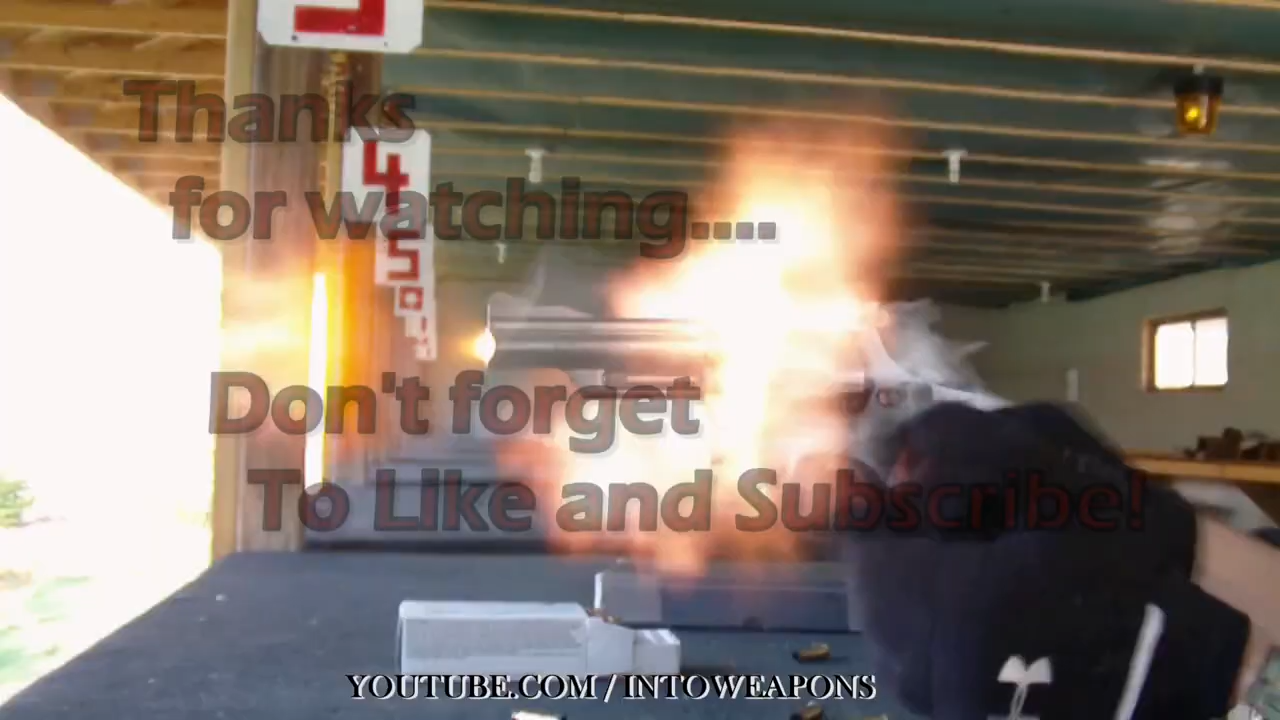 Thanks
for watching....
Don't forget
To Like and Subscribe!
YOUTUBE.COM / INTOWEAPONS